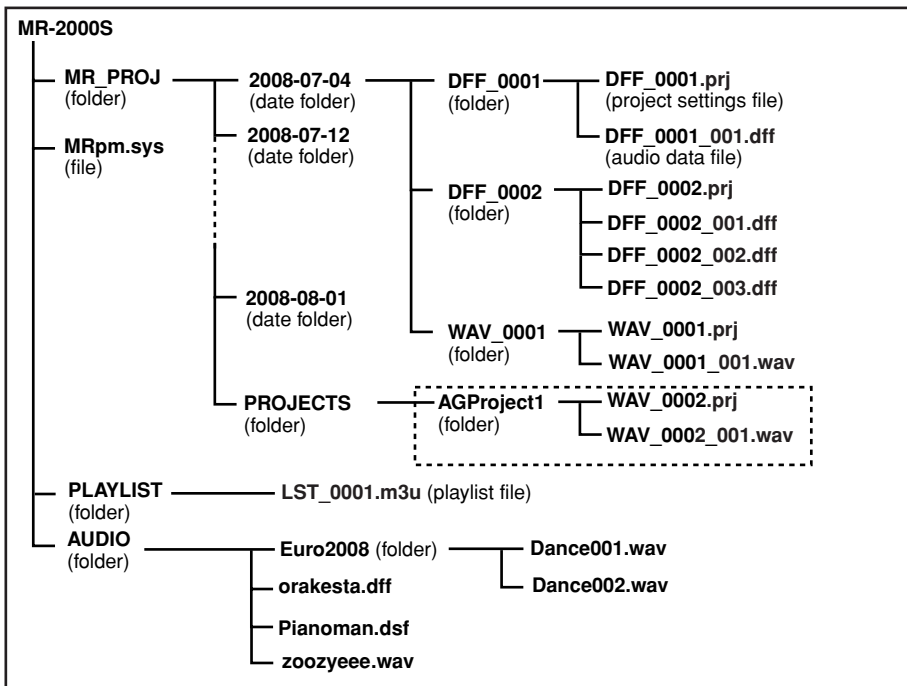 MR-2000S
MR_PROJ
(folder)
2008-07-04
(date folder)
DFF_0001
(folder)
DFF_0001.prj
(project settings file)
DFF_0001_001.dff
(audio data file)
MRpm.sys
(file)
2008-07-12
(date folder)
DFF_0002
(folder)
DFF_0002.prj
DFF_0002_001.dff
DFF_0002_002.dff
DFF_0002_003.dff
2008-08-01
(date folder)
WAV_0001
(folder)
WAV_0001.prj
WAV_0001_001.wav
PROJECTS
(folder)
AGProject1
(folder)
WAV_0002.prj
WAV_0002_001.wav
PLAYLIST
(folder)
LST_0001.m3u (playlist file)
AUDIO
(folder)
Euro2008 (folder)
Dance001.wav
Dance002.wav
orakesta.dff
Pianoman.dsf
zoozyeee.wav